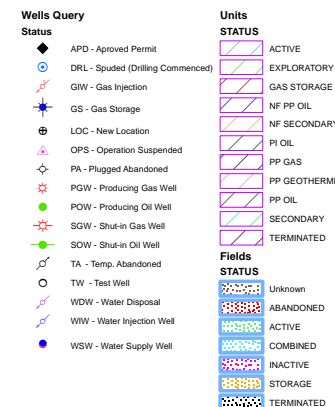 Wells Query
Status
APD - Aproved Permit
DRL - Spuded (Drilling Commenced)
GIW - Gas Injection
GS - Gas Storage
LOC - New Location
OPS - Operation Suspended
PA - Plugged Abandoned
PGW - Producing Gas Well
POW - Producing Oil Well
SGW - Shut-in Gas Well
SOW - Shut-in Oil Well
TA - Temp. Abandoned
TW - Test Well
WDW - Water Disposal
WIW - Water Injection Well
WSW - Water Supply Well
Units
STATUS
ACTIVE
EXPLORATORY
GAS STORAGE
NF PP OIL
NF SECONDARY
PI OIL
PP GAS
PP GEOTHERM
PP OIL
SECONDARY
TERMINATED
Fields
STATUS
Unknown
ABANDONED
ACTIVE
COMBINED
INACTIVE
STORAGE
TERMINATED